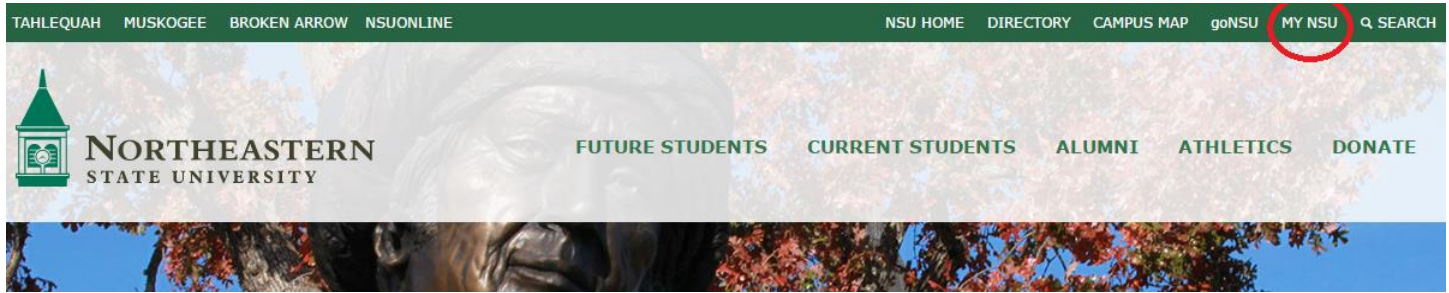 TAHLEQUAH MUSKOGEE BROKEN ARROW NSUONLINE NSU HOME DIRECTORY CAMPUS MAP goNSU MY NSU SEARCH
NORTHEASTERN
STATE UNIVERSITY
FUTURE STUDENTS CURRENT STUDENTS ALUMNI ATHLETICS DONATE